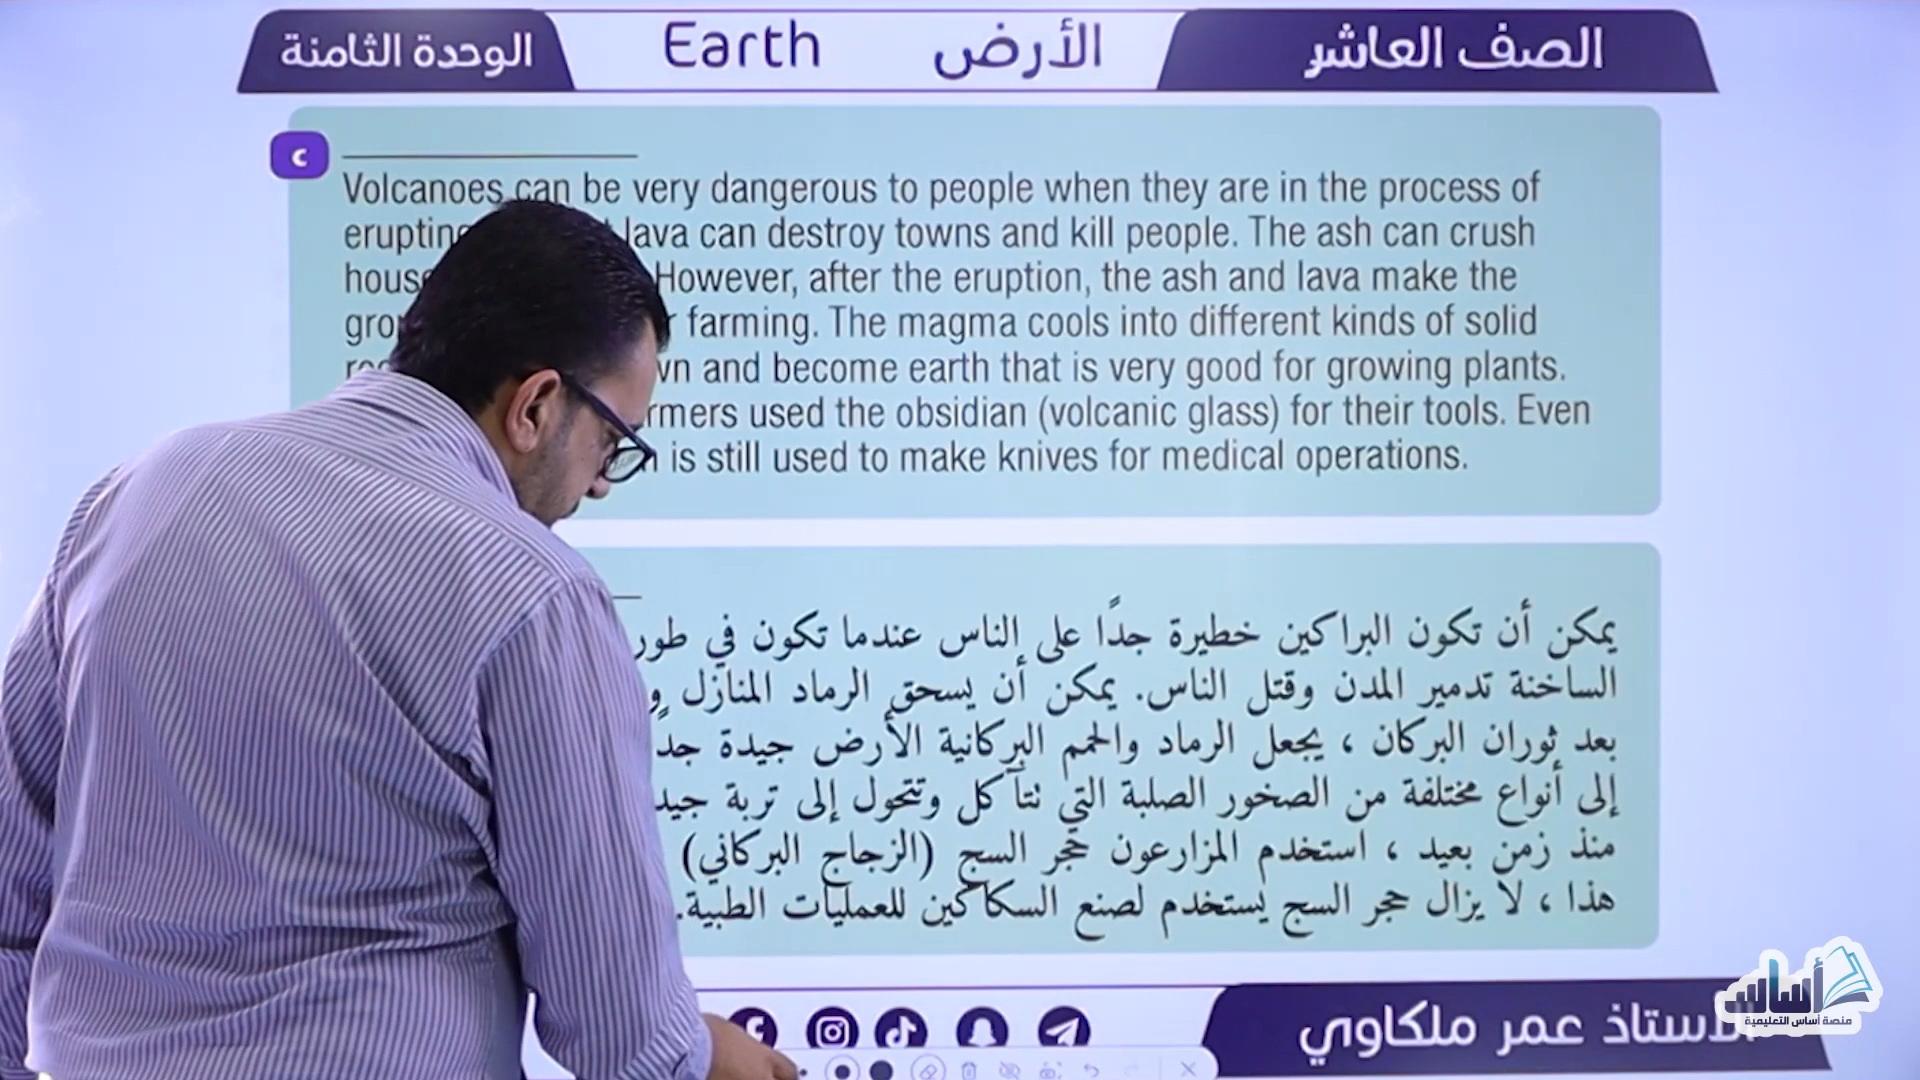 الصف العاشر
الأرض
Earth
الوحدة الثامنة
c
Volcanoes can be very dangerous to people when they are in the process of
lava can destroy towns and kill people. The ash can crush
However, after the eruption, the ash and lava make the
farming. The magma cools into different kinds of solid
and become earth that is very good for growing plants.
used the obsidian (volcanic glass) for their tools. Even
is still used to make knives for medical operations.
يمكن أن تكون البراكين خطيرة جدًا على الناس عندما تكون في طور
الساخنة تدمير المدن وقتل الناس. يمكن أن يسحق الرماد المنازل
بعد ثوران البركان ، يجعل الرماد والحمم البركانية الأرض جيدة
إلى أنواع مختلفة من الصخور الصلبة التي تتآكل وتتحول إلى تربة
منذ زمن بعيد ، استخدم المزارعون حجر السج (الزجاج البركاني)
هذا ، لا يزال حجر السج يستخدم لصنع السكاكين للعمليات الطبية.
الأستاذ عمر ملكاوي
أساس
منصة أساس التعليمية